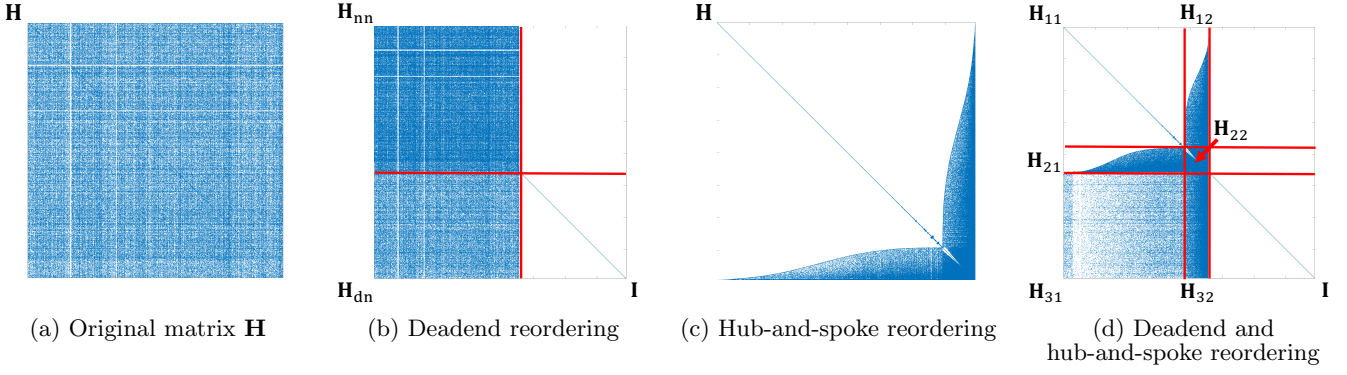 H
H_nn
H
H_11
H_12
H_22
H_21
H_dn
I
H_31
H_32
I
(a) Original matrix H
(b) Deadend reordering
(c) Hub-and-spoke reordering
(d) Deadend and
hub-and-spoke reordering